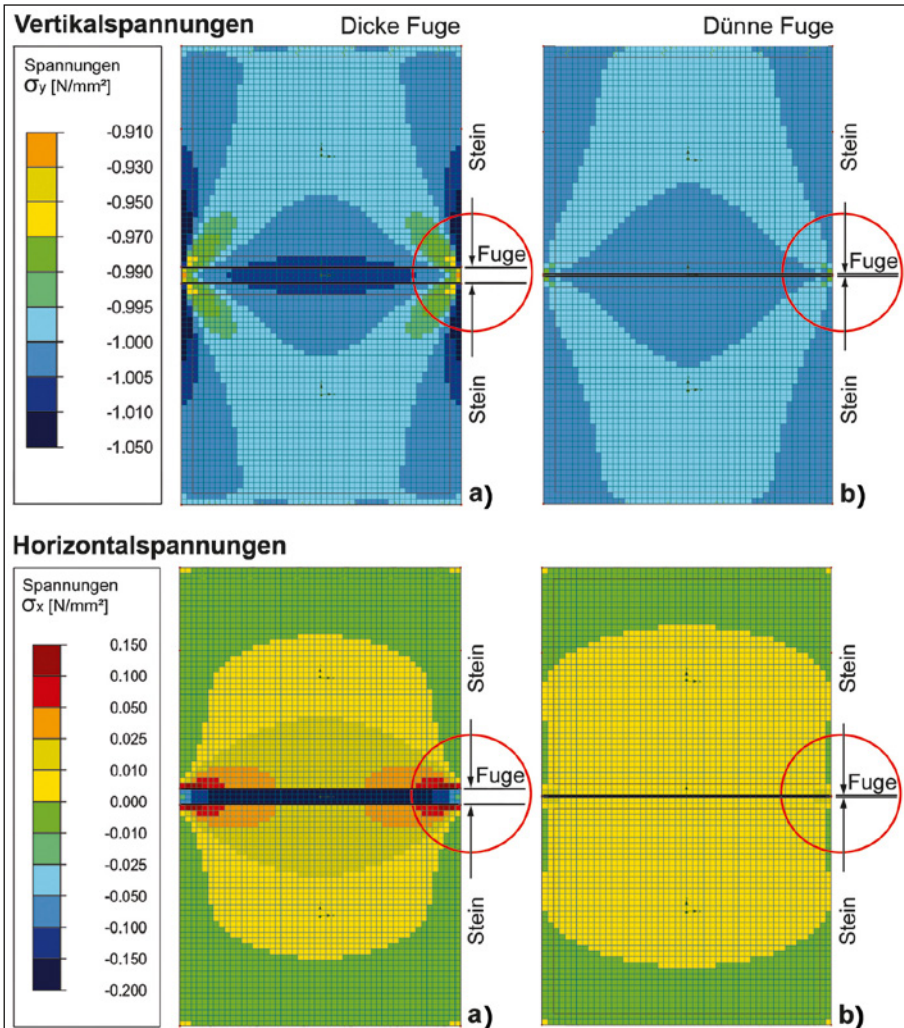 Vertikalspannungen
Dicke Fuge
Dünne Fuge
Spannungen
σy [N/mm²]
-0.910
-0.930
-0.950
-0.970
-0.990
-0.995
-1.000
-1.005
-1.010
-1.050
Stein
Fuge
Stein
a)
Stein
Fuge
Stein
b)
Horizontalspannungen
Spannungen
σx [N/mm²]
0.150
0.100
0.050
0.025
0.010
0.000
-0.010
-0.025
-0.050
-0.100
-0.150
-0.200
Stein
Fuge
Stein
a)
Stein
Fuge
Stein
b)